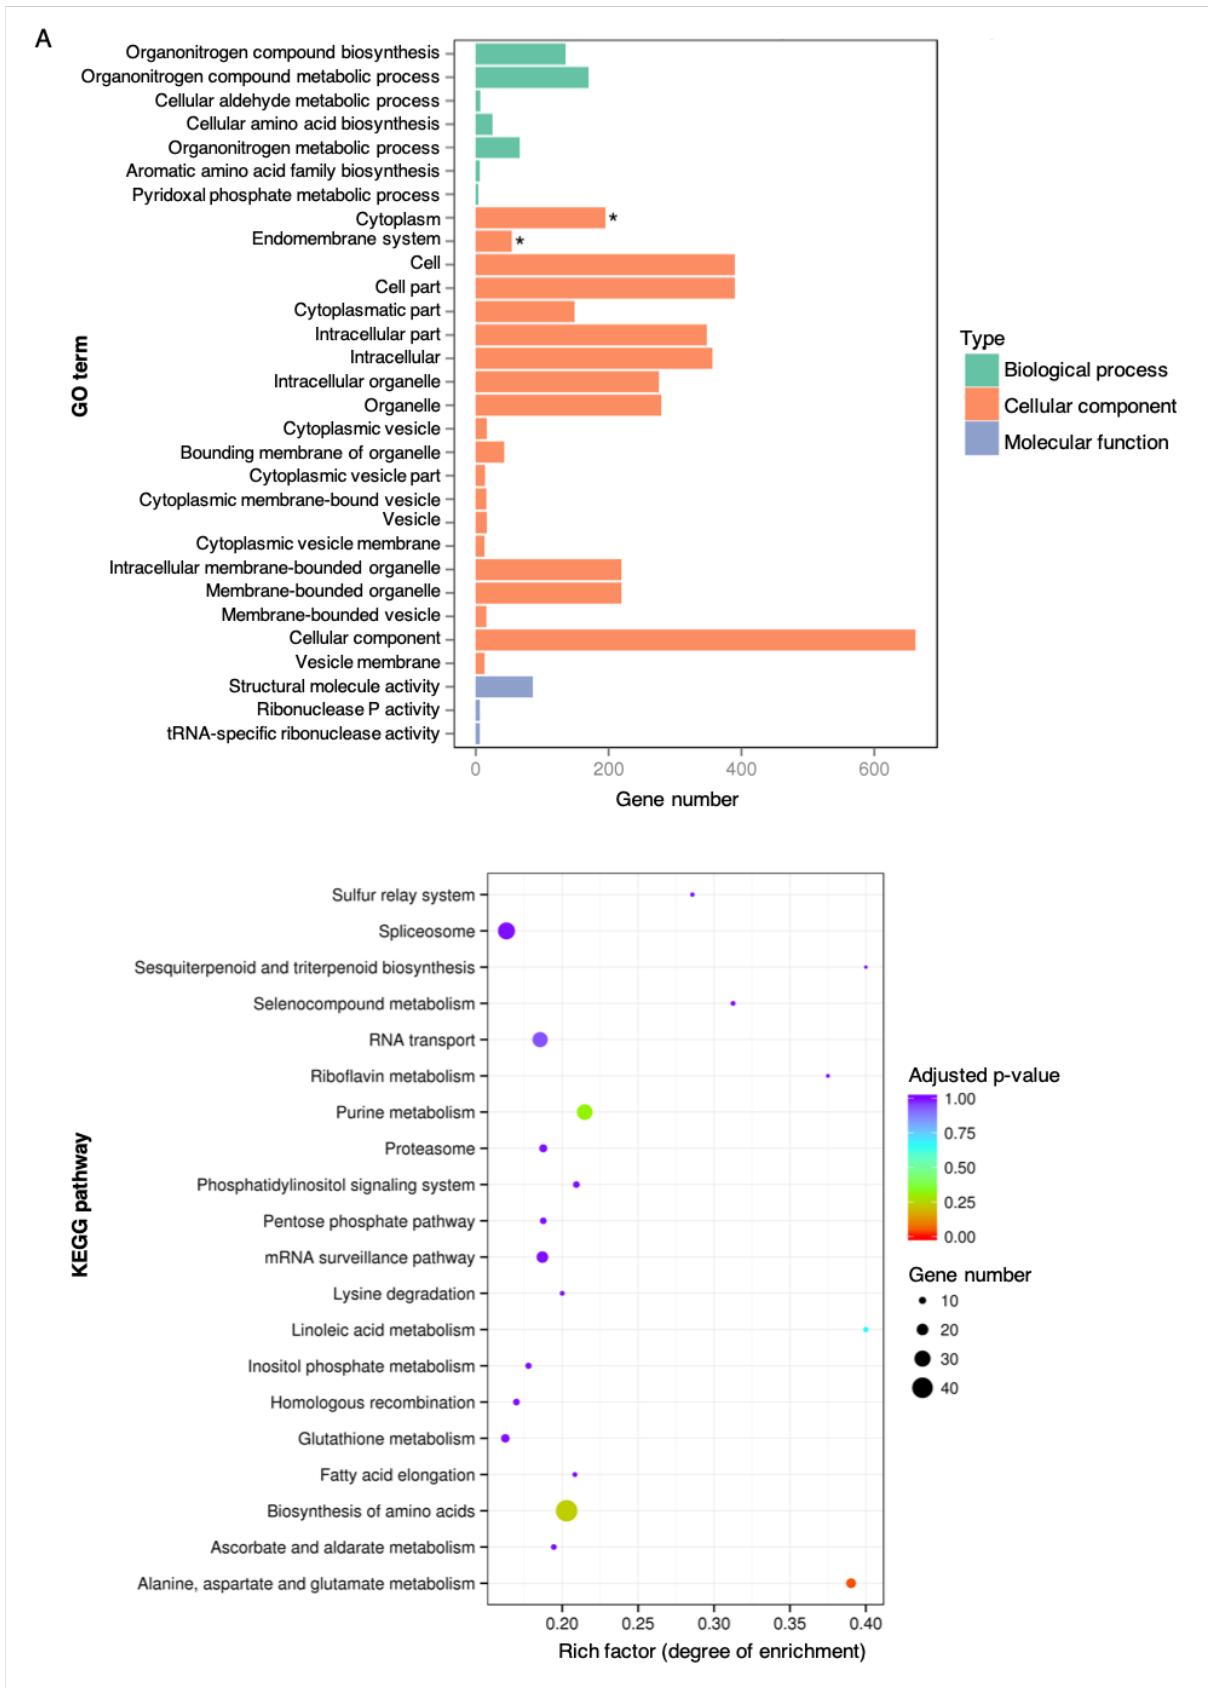 A
Organonitrogen compound biosynthesis
Organonitrogen compound metabolic process
Cellular aldehyde metabolic process
Cellular amino acid biosynthesis
Organonitrogen metabolic process
Aromatic amino acid family biosynthesis
Pyridoxal phosphate metabolic process
Cytoplasm *
Endomembrane system *
Cell
Cell part
Cytoplasmatic part
Intracellular part
Intracellular
Intracellular organelle
Organelle
Cytoplasmic vesicle
Bounding membrane of organelle
Cytoplasmic vesicle part
Cytoplasmic membrane-bound vesicle
Vesicle
Cytoplasmic vesicle membrane
Intracellular membrane-bounded organelle
Membrane-bounded organelle
Membrane-bounded vesicle
Cellular component
Vesicle membrane
Structural molecule activity
Ribonuclease P activity
tRNA-specific ribonuclease activity
GO term
0 200 400 600
Gene number
Type
Biological process
Cellular component
Molecular function
Sulfur relay system
Spliceosome
Sesquiterpenoid and triterpenoid biosynthesis
Selenocompound metabolism
RNA transport
Riboflavin metabolism
Purine metabolism
Proteasome
Phosphatidylinositol signaling system
Pentose phosphate pathway
mRNA surveillance pathway
Lysine degradation
Linoleic acid metabolism
Inositol phosphate metabolism
Homologous recombination
Glutathione metabolism
Fatty acid elongation
Biosynthesis of amino acids
Ascorbate and aldarate metabolism
Alanine, aspartate and glutamate metabolism
KEGG pathway
0.20 0.25 0.30 0.35 0.40
Rich factor (degree of enrichment)
Adjusted p-value
1.00
0.75
0.50
0.25
0.00
Gene number
10
20
30
40